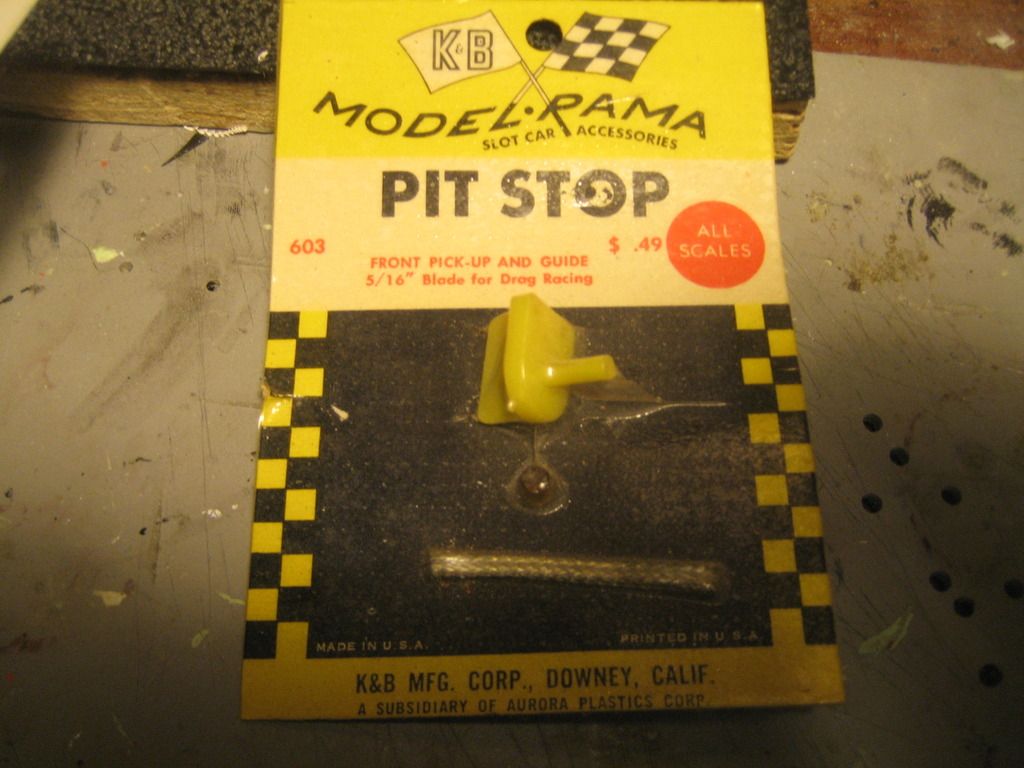 K&B
MODEL·RAMA
SLOT CAR ACCESSORIES
PIT STOP
603
$ .49
ALL
SCALES
FRONT PICK-UP AND GUIDE
5/16" Blade for Drag Racing
MADE IN U.S.A.
PRINTED IN U.S.A.
K&B MFG. CORP., DOWNEY, CALIF.
A SUBSIDIARY OF AURORA PLASTICS CORP.